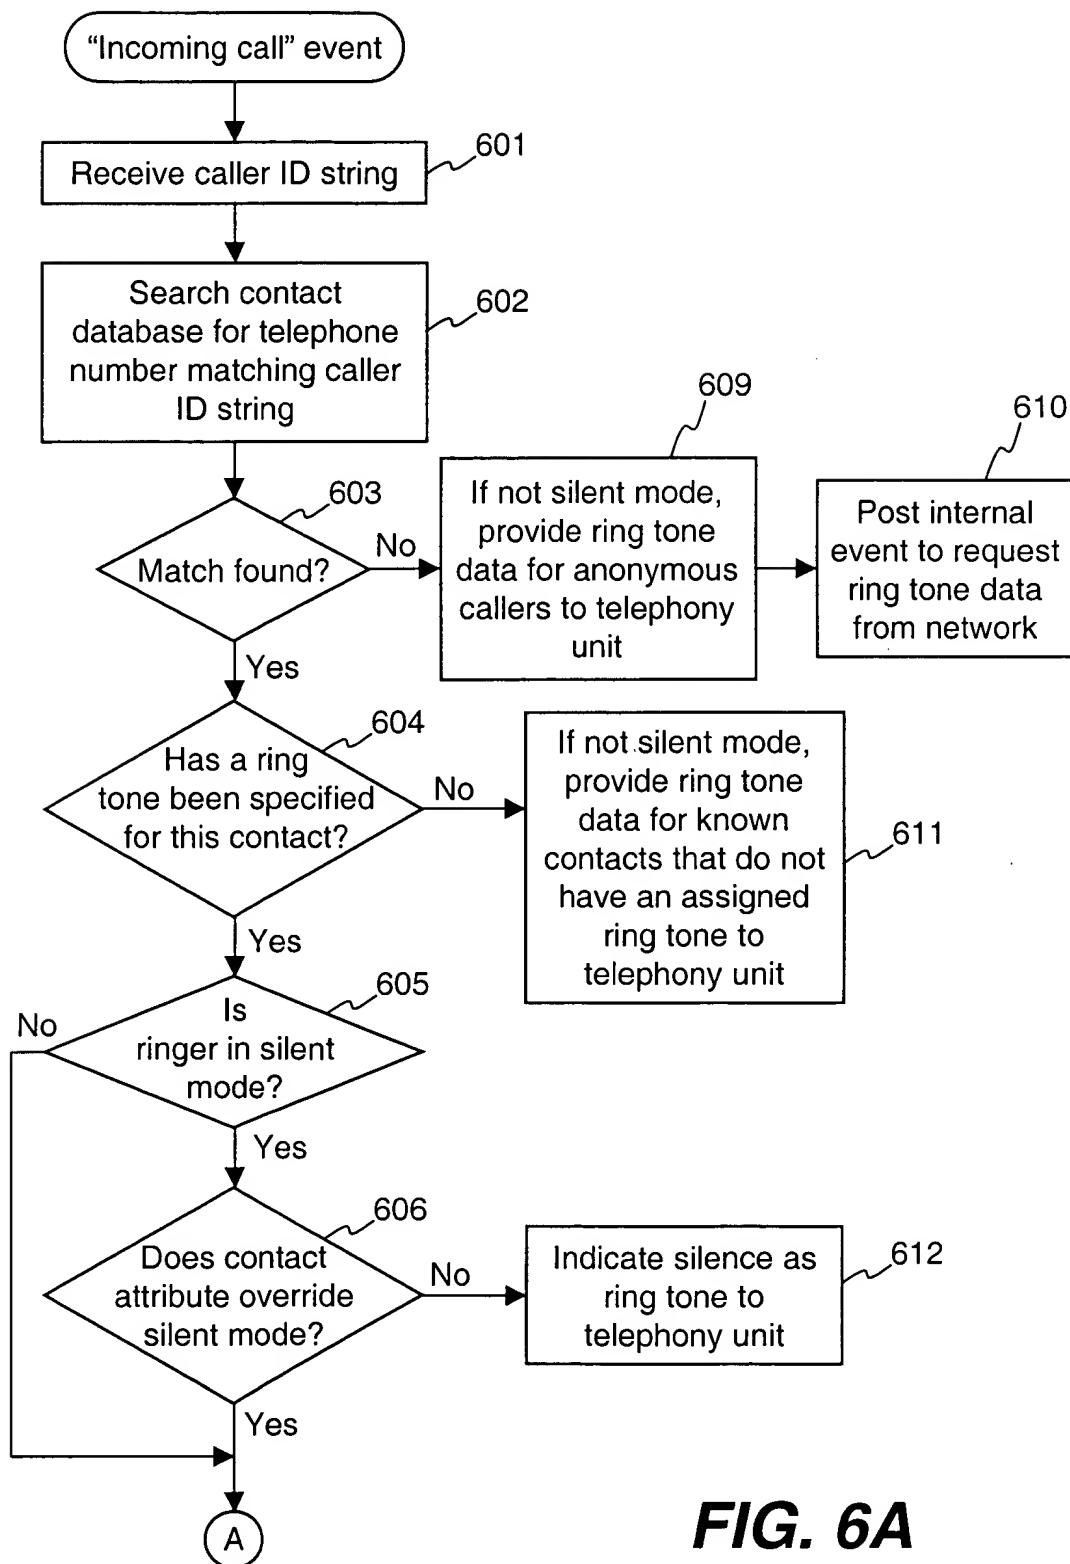 “Incoming call” event
601
Receive caller ID string
602
Search contact
database for telephone
number matching caller
ID string
603
Match found?
No
609
If not silent mode,
provide ring tone
data for anonymous
callers to telephony
unit
610
Post internal
event to request
ring tone data
from network
Yes
604
Has a ring
tone been specified
for this contact?
No
If not silent mode,
provide ring tone
data for known
contacts that do not
have an assigned
ring tone to
telephony unit
611
Yes
605
Is
ringer in silent
mode?
No
Yes
606
Does contact
attribute override
silent mode?
No
Indicate silence as
ring tone to
telephony unit
612
Yes
A
FIG. 6A